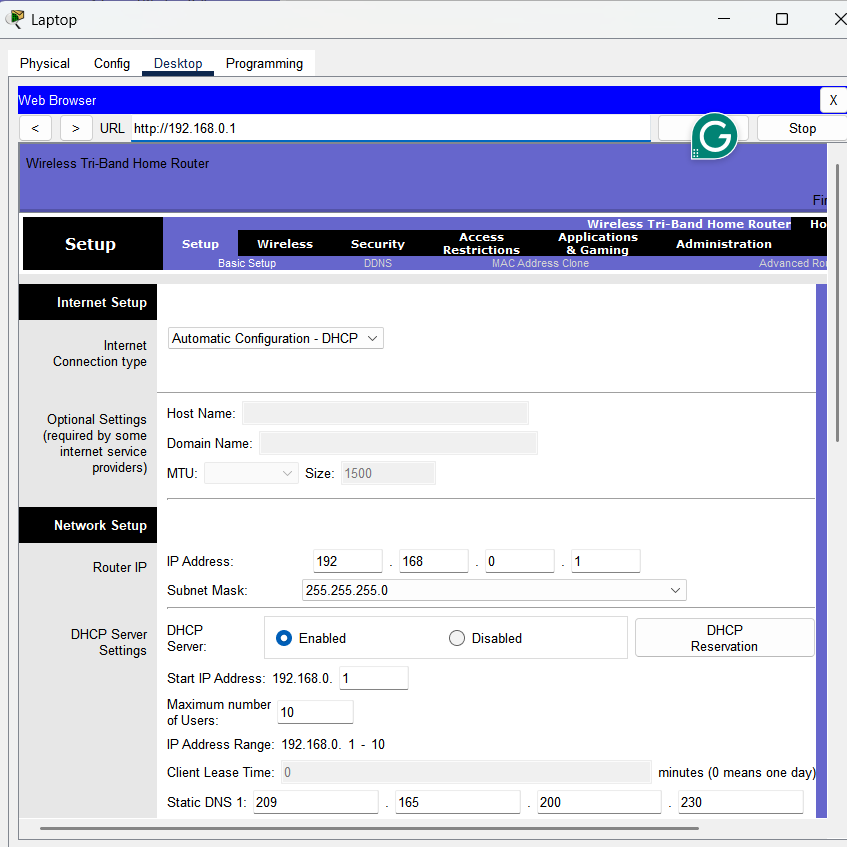 Laptop
Physical Config Desktop Programming
Web Browser X
< > URL http://192.168.0.1 G Stop
Wireless Tri-Band Home Router
Fir
Wireless Tri-Band Home Router Ho
Setup Setup Wireless Security Access Restrictions Applications & Gaming Administration
Basic Setup DDNS MAC Address Clone Advanced Rou
Internet Setup
Internet Connection type Automatic Configuration - DHCP
Optional Settings (required by some internet service providers)
Host Name:
Domain Name:
MTU: Size: 1500
Network Setup
Router IP IP Address: 192 . 168 . 0 . 1
Subnet Mask: 255.255.255.0
DHCP Server Settings DHCP Server: Enabled Disabled DHCP Reservation
Start IP Address: 192.168.0. 1
Maximum number of Users: 10
IP Address Range: 192.168.0. 1 - 10
Client Lease Time: 0 minutes (0 means one day)
Static DNS 1: 209 . 165 . 200 . 230